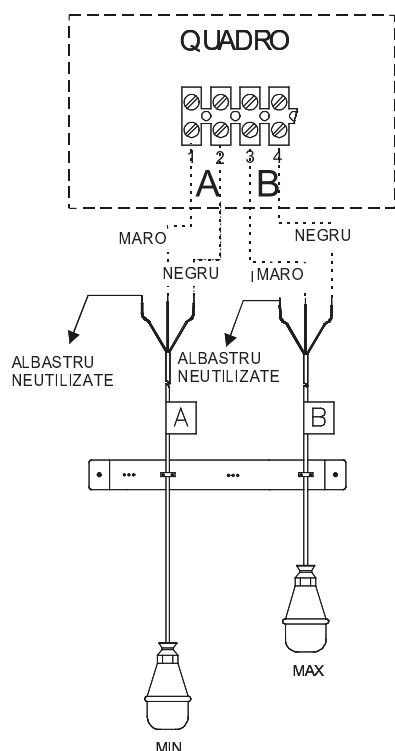 QUADRO
1 2 3 4
A B
MARO
NEGRU
NEGRU
MARO
ALBASTRU
NEUTILIZATE
ALBASTRU
NEUTILIZATE
A
B
MAX
MIN